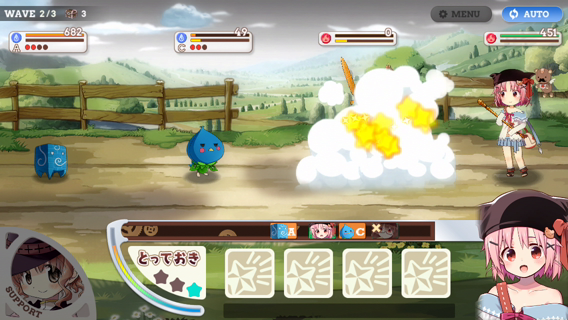 WAVE 2/3 3
MENU
AUTO
682
A
49
C
0
451
A
C
とっておき
SUPPORT